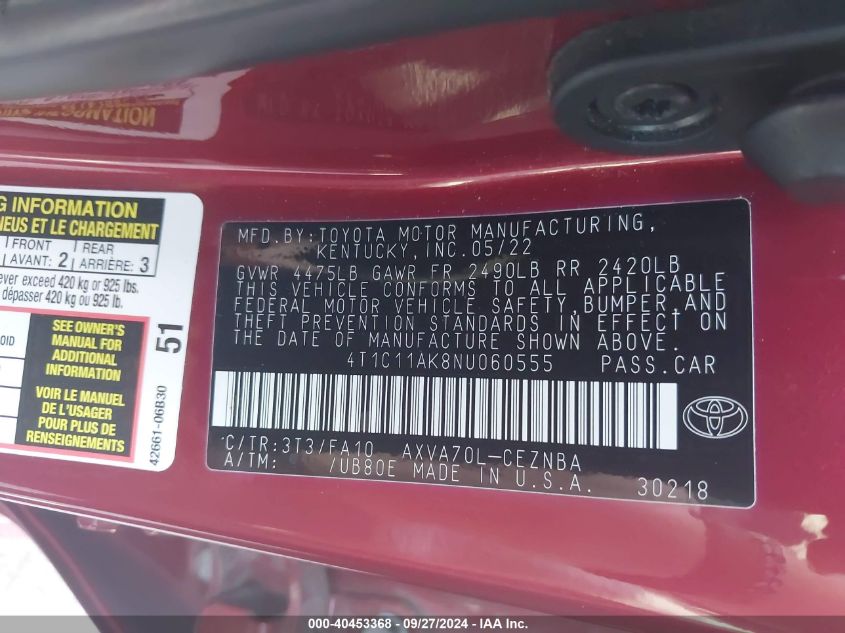 G INFORMATION
NEUS ET LE CHARGEMENT
FRONT
REAR
AVANT: 2
ARRIÈRE: 3
ever exceed 420 kg or 925 lbs.
dépasser 420 kg ou 925 lb.
SEE OWNER'S
MANUAL FOR
ADDITIONAL
INFORMATION
VOIR LE MANUEL
DE L'USAGER
POUR PLUS DE
RENSEIGNEMENTS
51
42661-06B30
MFD.BY:TOYOTA MOTOR MANUFACTURING,
KENTUCKY, INC.05/22
GVWR 4475LB GAWR FR 2490LB RR 2420LB
THIS VEHICLE CONFORMS TO ALL APPLICABLE
FEDERAL MOTOR VEHICLE SAFETY,BUMPER,AND
THEFT PREVENTION STANDARDS IN EFFECT ON
THE DATE OF MANUFACTURE SHOWN ABOVE.
4T1C11AK8NU060555 PASS.CAR
C/TR:3T3/FA10 AXVA70L-CEZNBA
A/TM: /UB80E MADE IN U.S.A. 30218
000-40453368 - 09/27/2024 - IAA Holdings, LLC.